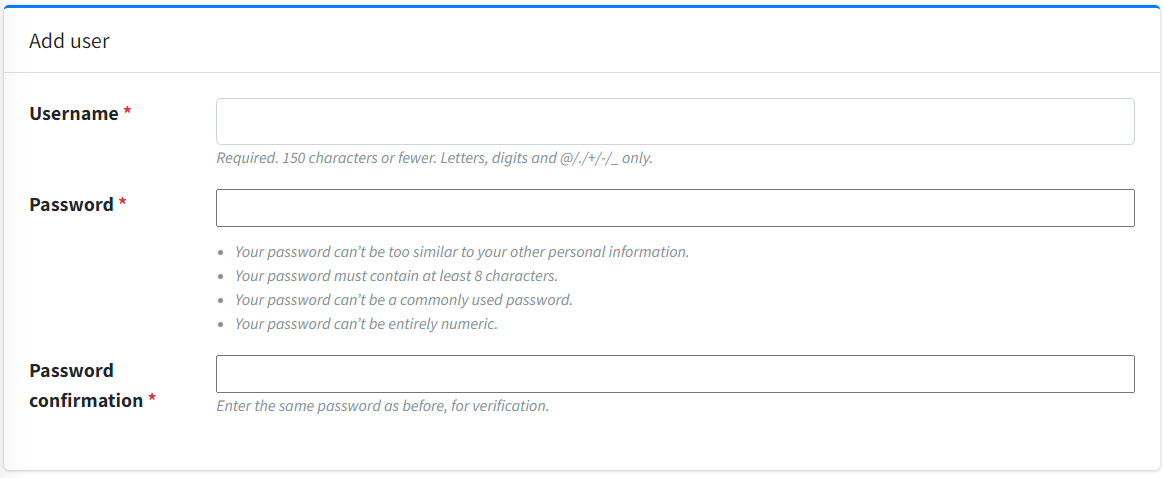 Add user
Username *
Required. 150 characters or fewer. Letters, digits and @/./+/-/_ only.
Password *
• Your password can’t be too similar to your other personal information.
• Your password must contain at least 8 characters.
• Your password can’t be a commonly used password.
• Your password can’t be entirely numeric.
Password
confirmation *
Enter the same password as before, for verification.